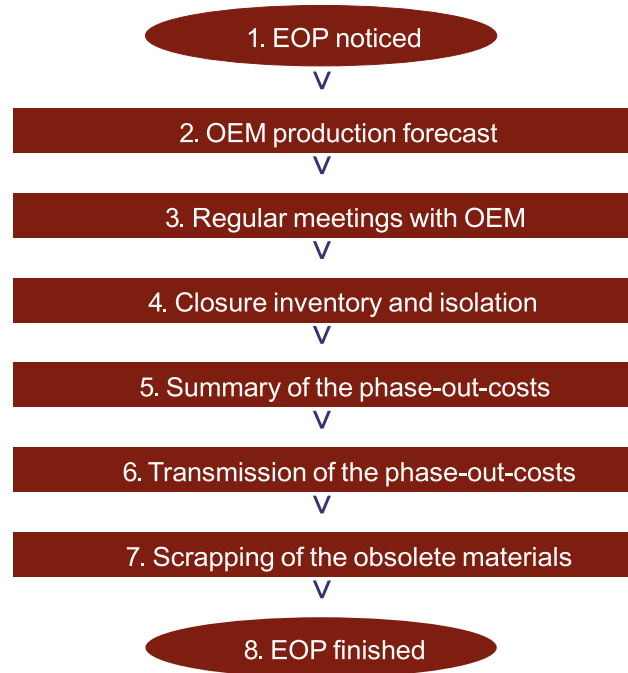 1. EOP noticed
2. OEM production forecast
3. Regular meetings with OEM
4. Closure inventory and isolation
5. Summary of the phase-out-costs
6. Transmission of the phase-out-costs
7. Scrapping of the obsolete materials
8. EOP finished